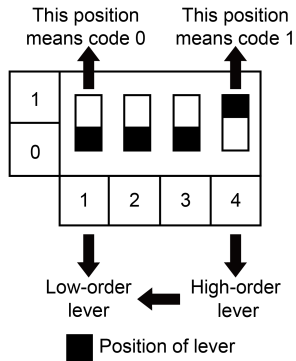 This position
means code 0
This position
means code 1
1
0
1 2 3 4
Low-order
lever
High-order
lever
Position of lever